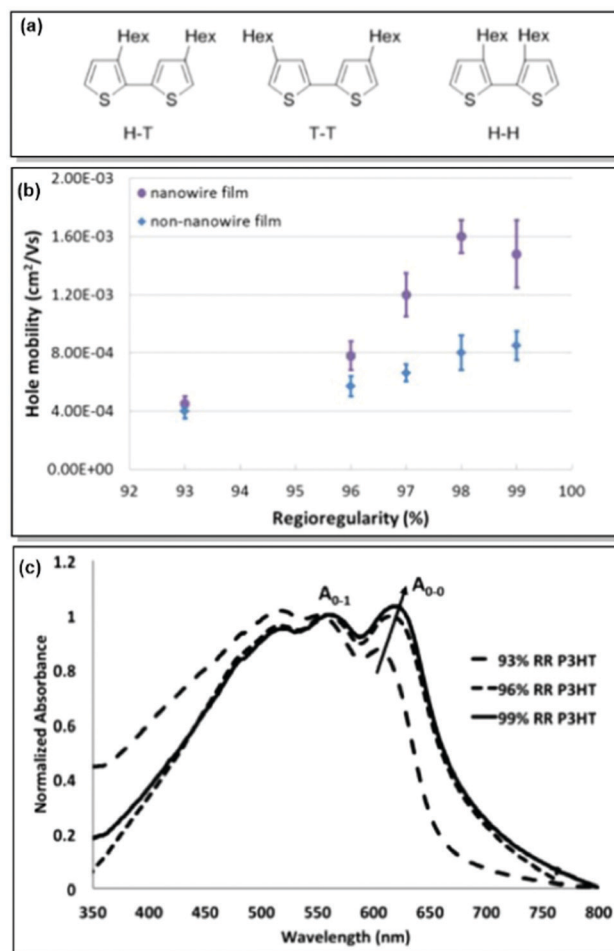 (a)
Hex Hex
S S
H-T
Hex Hex
S S
T-T
Hex Hex
S S
H-H
(b)
2.00E-03
1.60E-03
1.20E-03
8.00E-04
4.00E-04
0.00E+00
Hole mobility (cm²/Vs)
nanowire film
non-nanowire film
92 93 94 95 96 97 98 99 100
Regioregularity (%)
(c)
1.2
1
0.8
0.6
0.4
0.2
0
Normalized Absorbance
A0-1
A0-0
93% RR P3HT
96% RR P3HT
99% RR P3HT
350 400 450 500 550 600 650 700 750 800
Wavelength (nm)